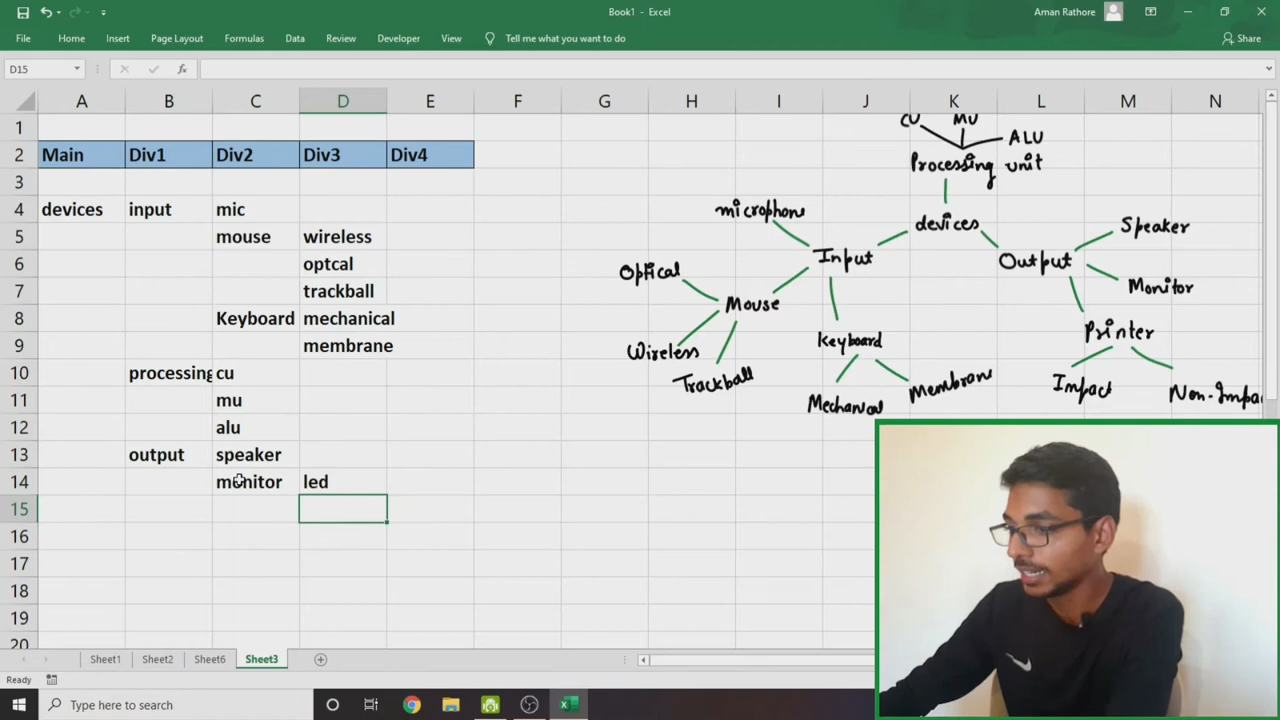 Book1 - Excel
Aman Rathore
File Home Insert Page Layout Formulas Data Review Developer View Tell me what you want to do
Share
D15 fx
A B C D E F G H I J K L M N
1
2 Main Div1 Div2 Div3 Div4
3
4 devices input mic
5 mouse wireless
6 optcal
7 trackball
8 Keyboard mechanical
9 membrane
10 processing cu
11 mu
12 alu
13 output speaker
14 monitor led
15
16
17
18
19
20
CU MU ALU
Processing unit
microphone
devices
Speaker
Input
Output
Optical
Monitor
Mouse
Printer
Keyboard
Wireless
Trackball
Mechanical
Membrane
Impact
Non-Impa
Sheet1 Sheet2 Sheet6 Sheet3
Ready
Type here to search